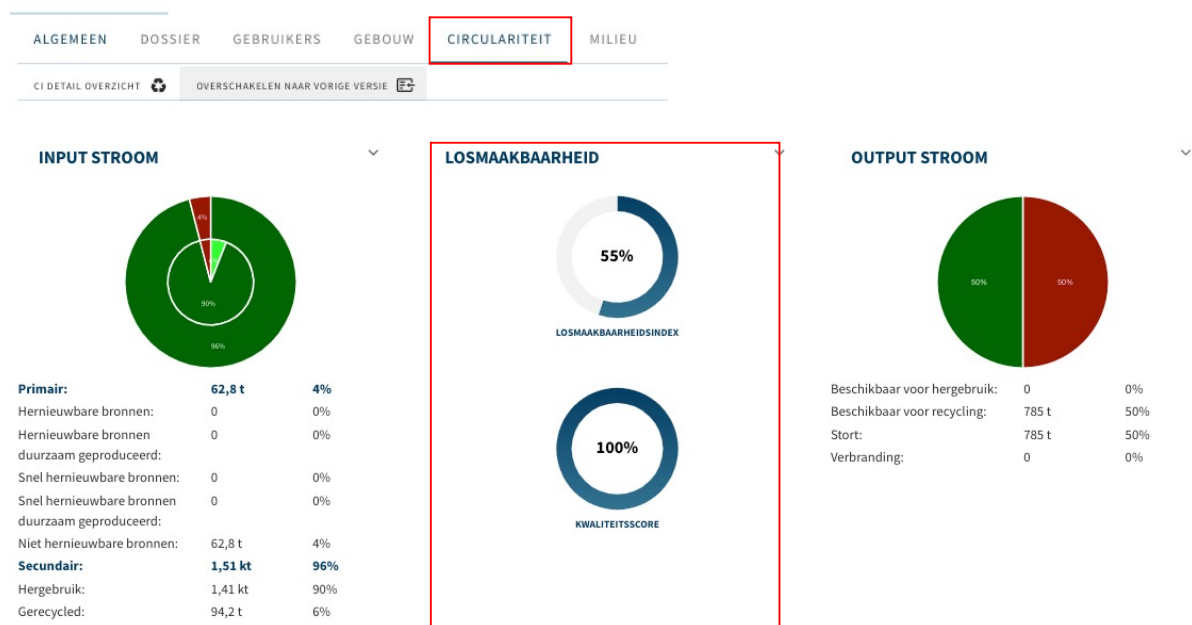 ALGEMEEN DOSSIER GEBRUIKERS GEBOUW CIRCULARITEIT MILIEU
CI DETAIL OVERZICHT OVERSCHAKELEN NAAR VORIGE VERSIE
INPUT STROOM
4%
90%
96%
Primair: 62,8 t 4%
Hernieuwbare bronnen: 0 0%
Hernieuwbare bronnen 0 0%
duurzaam geproduceerd:
Snel hernieuwbare bronnen: 0 0%
Snel hernieuwbare bronnen 0 0%
duurzaam geproduceerd:
Niet hernieuwbare bronnen: 62,8 t 4%
Secundair: 1,51 kt 96%
Hergebruik: 1,41 kt 90%
Gerecycled: 94,2 t 6%
LOSMAAKBAARHEID
55%
LOSMAAKBAARHEIDSINDEX
100%
KWALITEITSSCORE
OUTPUT STROOM
50% 50%
Beschikbaar voor hergebruik: 0 0%
Beschikbaar voor recycling: 785 t 50%
Stort: 785 t 50%
Verbranding: 0 0%